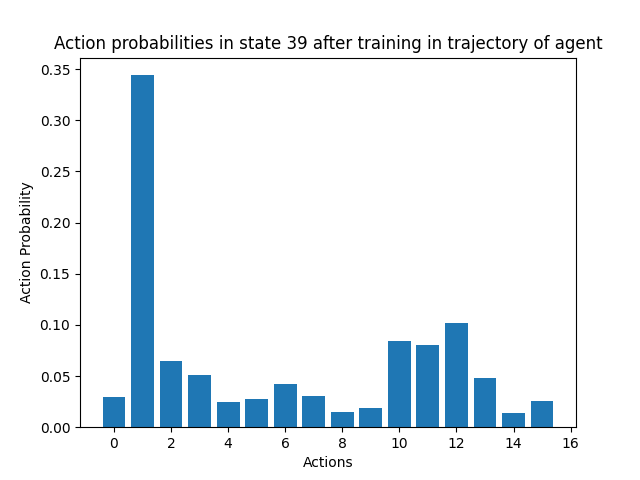 Action probabilities in state 39 after training in trajectory of agent
0.35
0.30
0.25
0.20
0.15
0.10
0.05
0.00
Action Probability
0 2 4 6 8 10 12 14 16
Actions